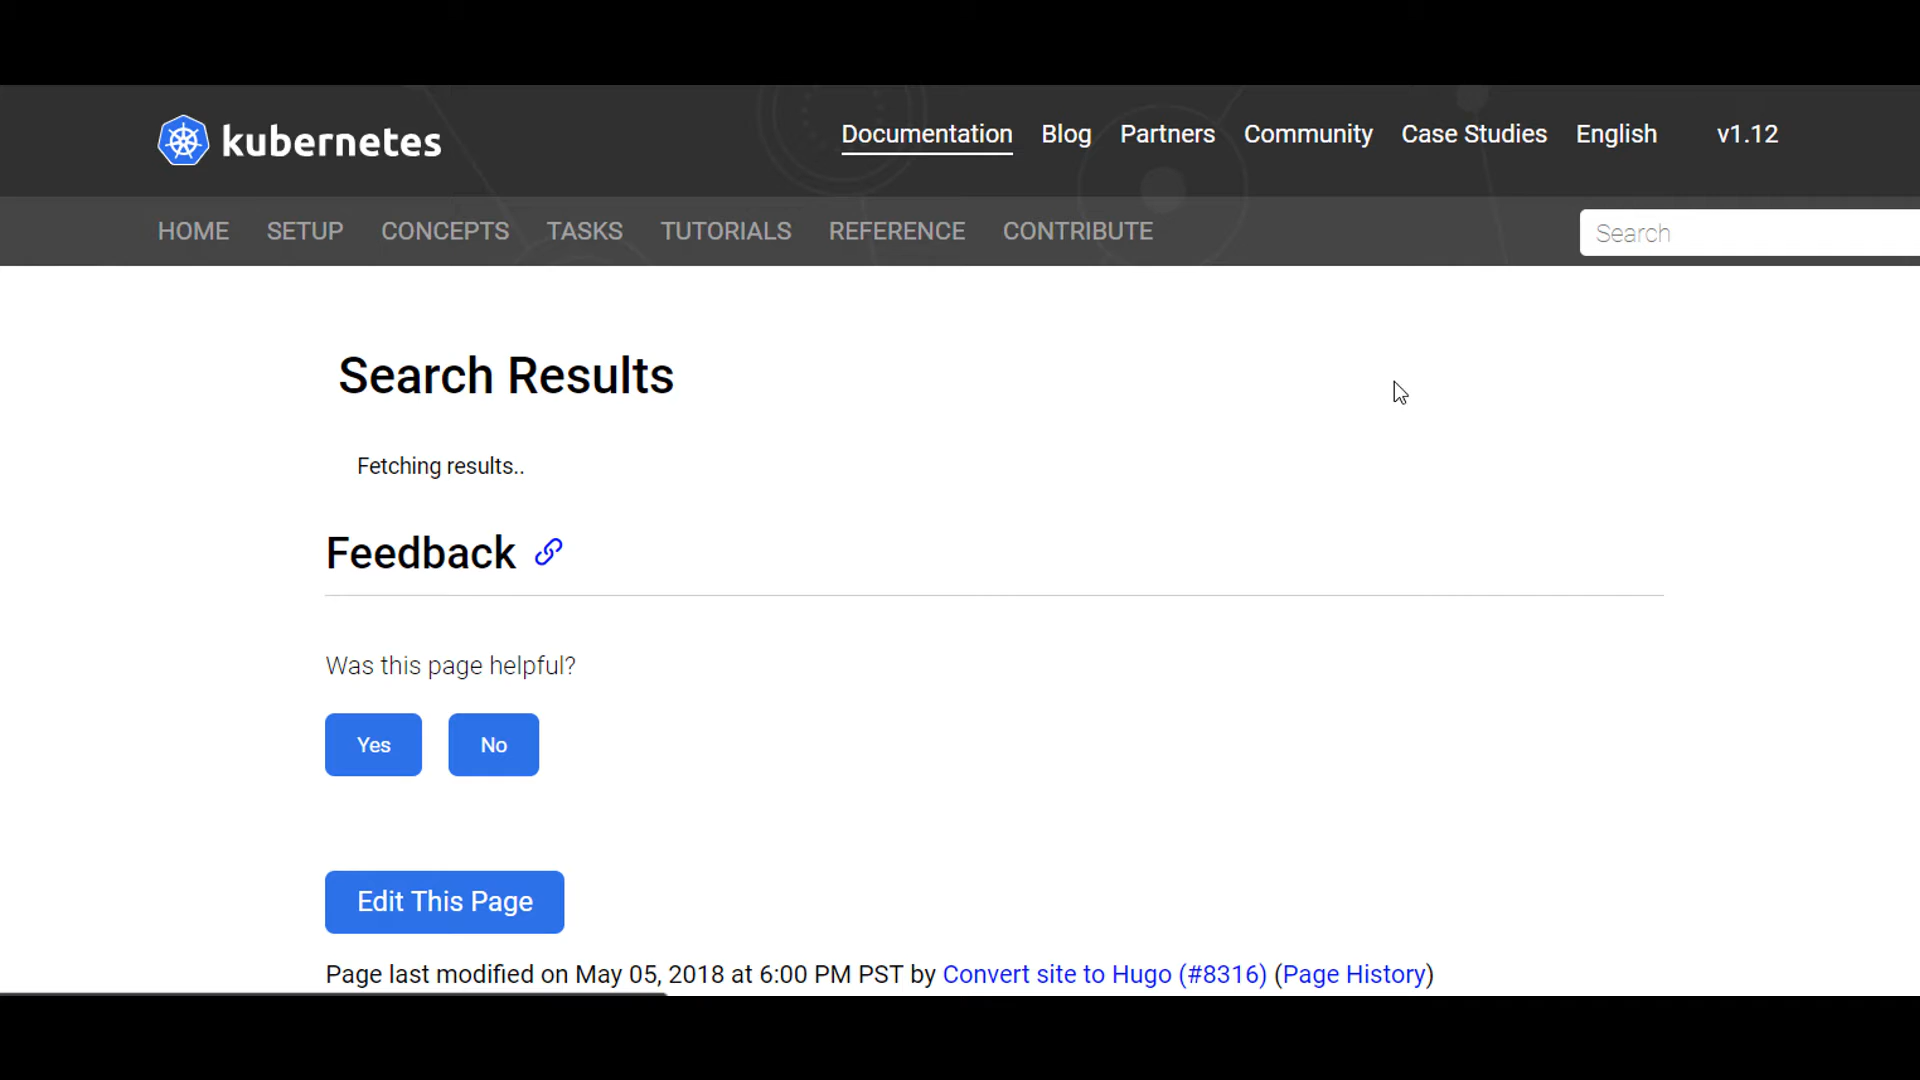 kubernetes
Documentation Blog Partners Community Case Studies English v1.12
HOME SETUP CONCEPTS TASKS TUTORIALS REFERENCE CONTRIBUTE
Search
Search Results
Fetching results..
Feedback
Was this page helpful?
Yes No
Edit This Page
Page last modified on May 05, 2018 at 6:00 PM PST by Convert site to Hugo (#8316) (Page History)